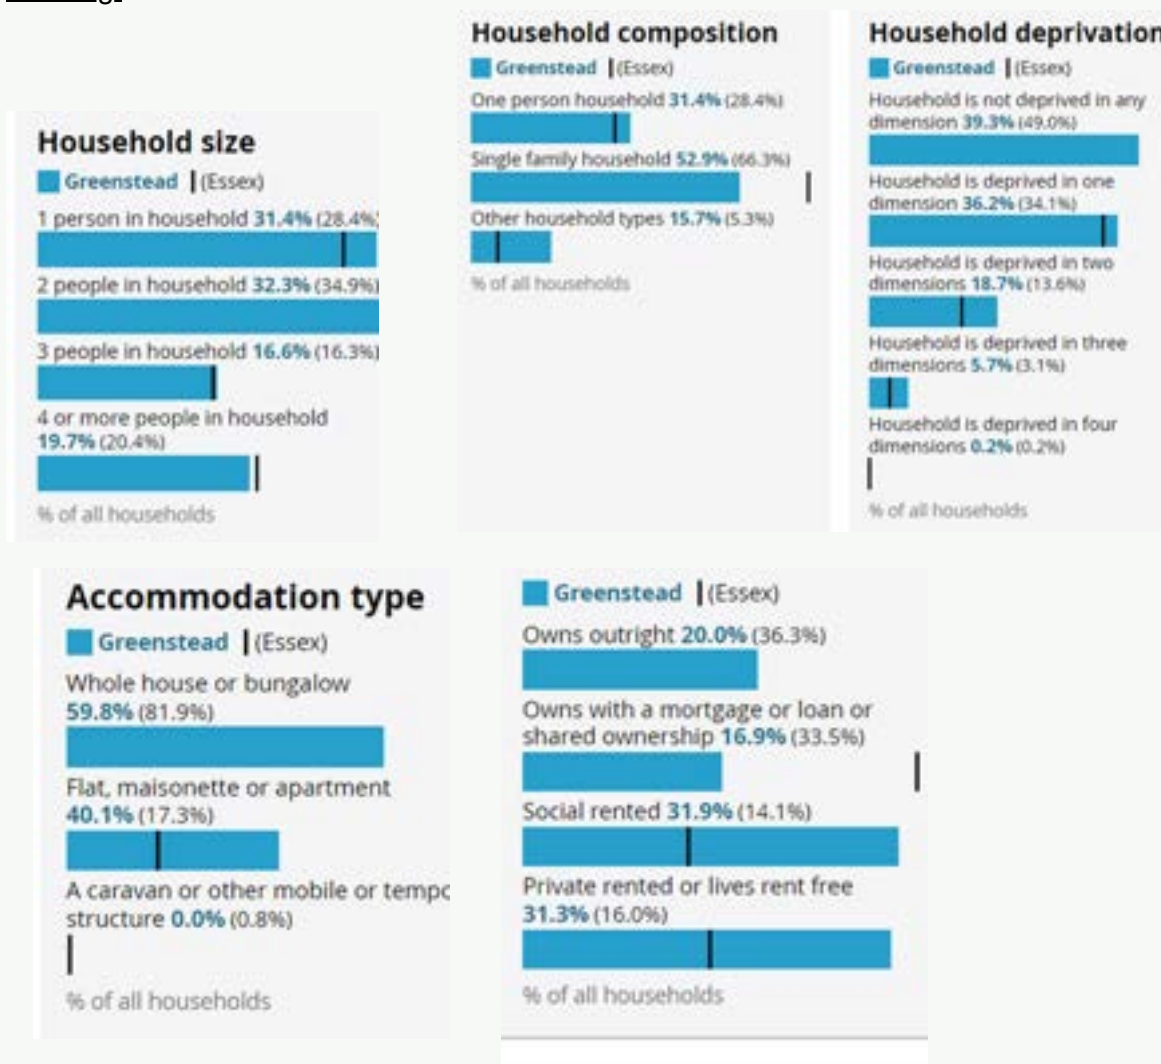 Household size
Greenstead (Essex)
1 person in household 31.4% (28.4%)
2 people in household 32.3% (34.9%)
3 people in household 16.6% (16.3%)
4 or more people in household
19.7% (20.4%)
% of all households
Household composition
Greenstead (Essex)
One person household 31.4% (28.4%)
Single family household 52.9% (66.3%)
Other household types 15.7% (5.3%)
% of all households
Household deprivation
Greenstead (Essex)
Household is not deprived in any
dimension 39.3% (49.0%)
Household is deprived in one
dimension 36.2% (34.1%)
Household is deprived in two
dimensions 18.7% (13.6%)
Household is deprived in three
dimensions 5.7% (3.1%)
Household is deprived in four
dimensions 0.2% (0.2%)
% of all households
Accommodation type
Greenstead (Essex)
Whole house or bungalow
59.8% (81.9%)
Flat, maisonette or apartment
40.1% (17.3%)
A caravan or other mobile or tempo
structure 0.0% (0.8%)
% of all households
Greenstead (Essex)
Owns outright 20.0% (36.3%)
Owns with a mortgage or loan or
shared ownership 16.9% (33.5%)
Social rented 31.9% (14.1%)
Private rented or lives rent free
31.3% (16.0%)
% of all households